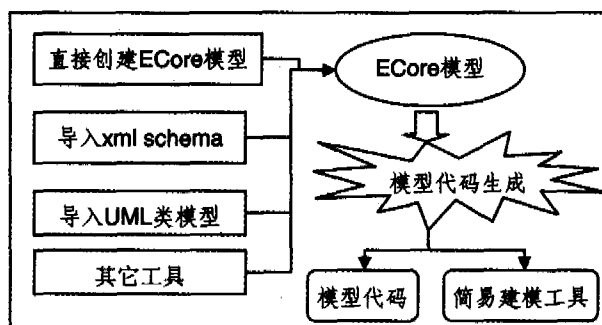 直接创建ECore模型
导入xml schema
导入UML类模型
其它工具
ECore模型
模型代码生成
模型代码
简易建模工具